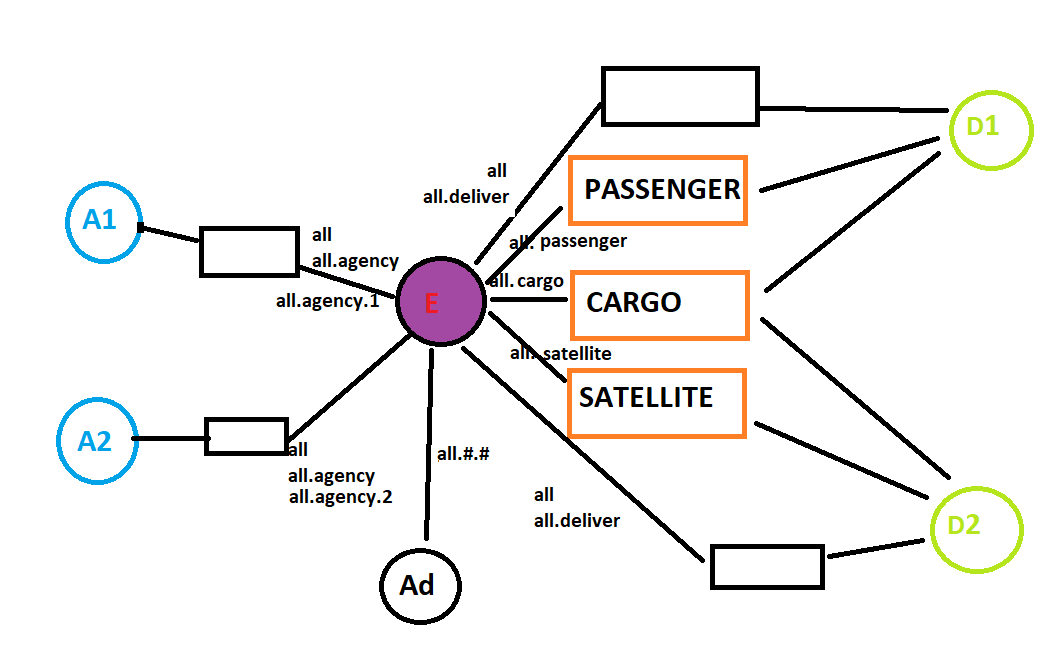 all
all.deliver
D1
PASSENGER
A1
all
all. passenger
all.agency
all. cargo
all.agency.1
E
CARGO
all. satellite
SATELLITE
A2
all
all.#.#
all.agency
all.agency.2
all
all.deliver
D2
Ad